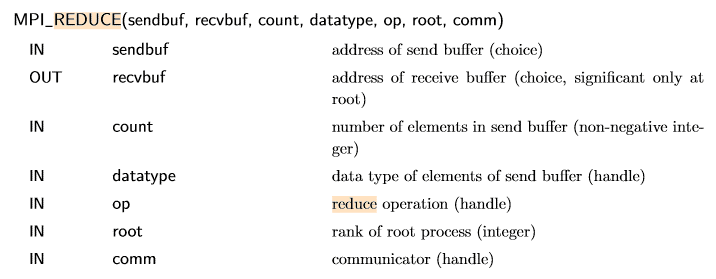 MPI_REDUCE(sendbuf, recvbuf, count, datatype, op, root, comm)
IN sendbuf address of send buffer (choice)
OUT recvbuf address of receive buffer (choice, significant only at
root)
IN count number of elements in send buffer (non-negative inte-
ger)
IN datatype data type of elements of send buffer (handle)
IN op reduce operation (handle)
IN root rank of root process (integer)
IN comm communicator (handle)